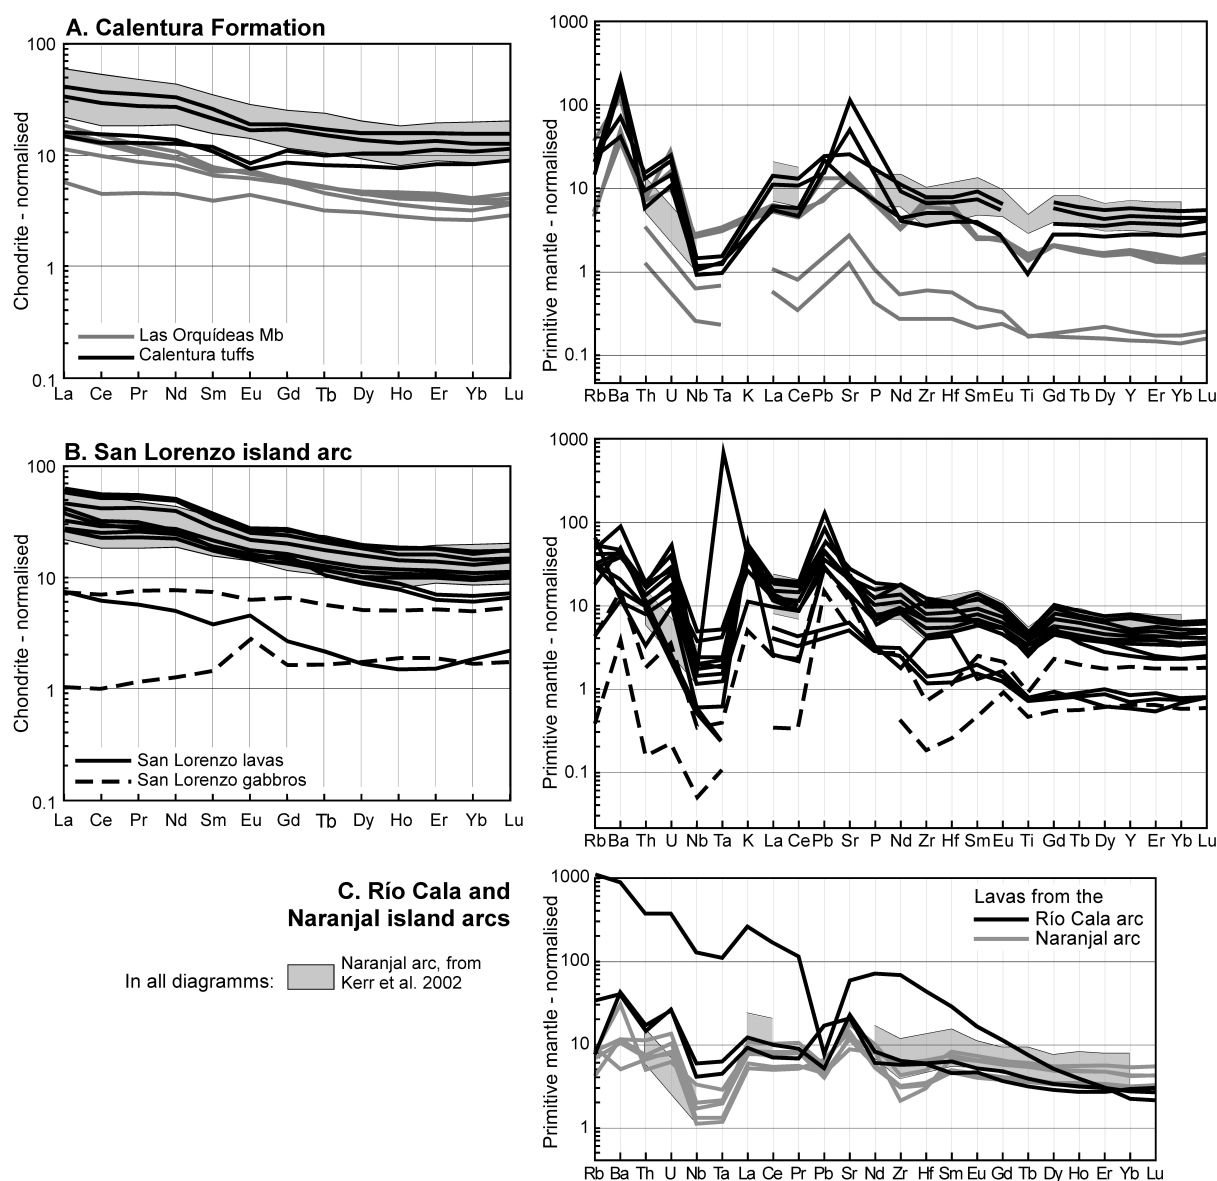 A. Calentura Formation
Chondrite - normalised
100
10
1
0.1
Las Orquídeas Mb
Calentura tuffs
La Ce Pr Nd Sm Eu Gd Tb Dy Ho Er Yb Lu
Primitive mantle - normalised
1000
100
10
1
0.1
Rb Ba Th U Nb Ta K La Ce Pb Sr P Nd Zr Hf Sm Eu Ti Gd Tb Dy Y Er Yb Lu
B. San Lorenzo island arc
Chondrite - normalised
100
10
1
0.1
San Lorenzo lavas
San Lorenzo gabbros
La Ce Pr Nd Sm Eu Gd Tb Dy Ho Er Yb Lu
Primitive mantle - normalised
1000
100
10
1
0.1
Rb Ba Th U Nb Ta K La Ce Pb Sr P Nd Zr Hf Sm Eu Ti Gd Tb Dy Y Er Yb Lu
C. Río Cala and
Naranjal island arcs
In all diagramms:
Naranjal arc, from
Kerr et al. 2002
Primitive mantle - normalised
1000
100
10
1
Lavas from the
Río Cala arc
Naranjal arc
Rb Ba Th U Nb Ta La Ce Pr Pb Sr Nd Zr Hf Sm Eu Gd Tb Dy Ho Er Yb Lu